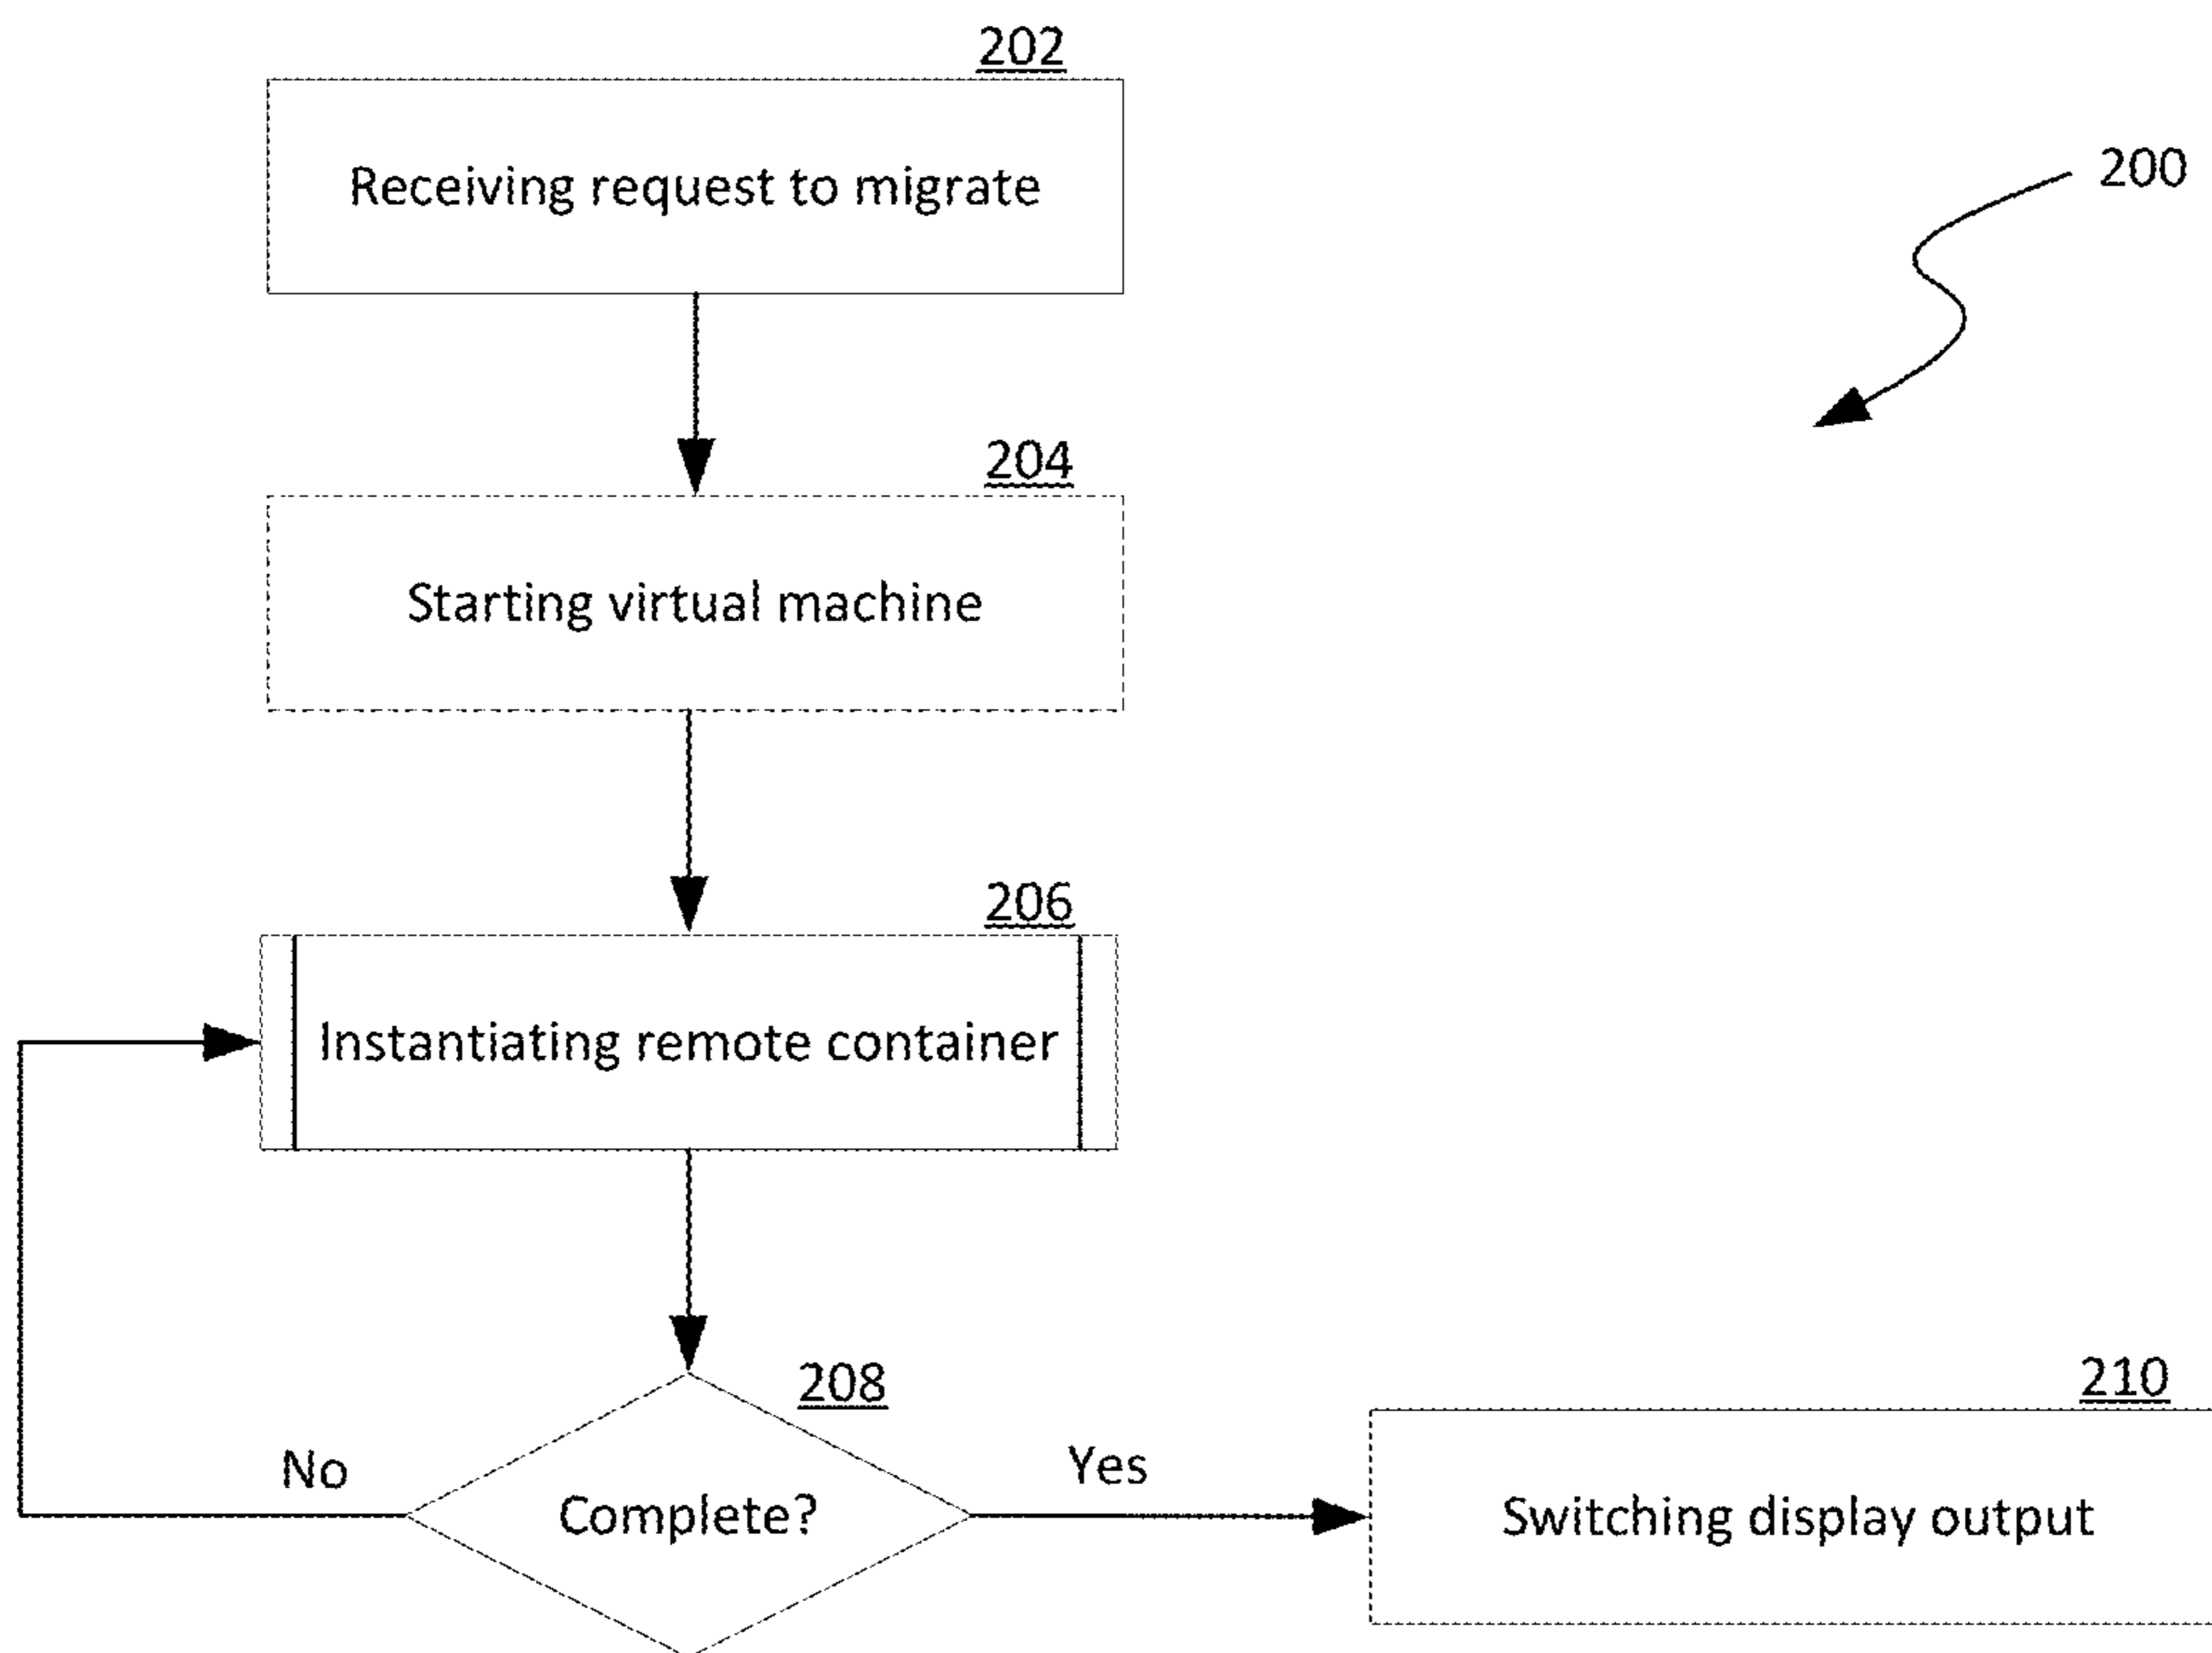 202
Receiving request to migrate
200
204
Starting virtual machine
206
Instantiating remote container
208
No
Complete?
Yes
210
Switching display output